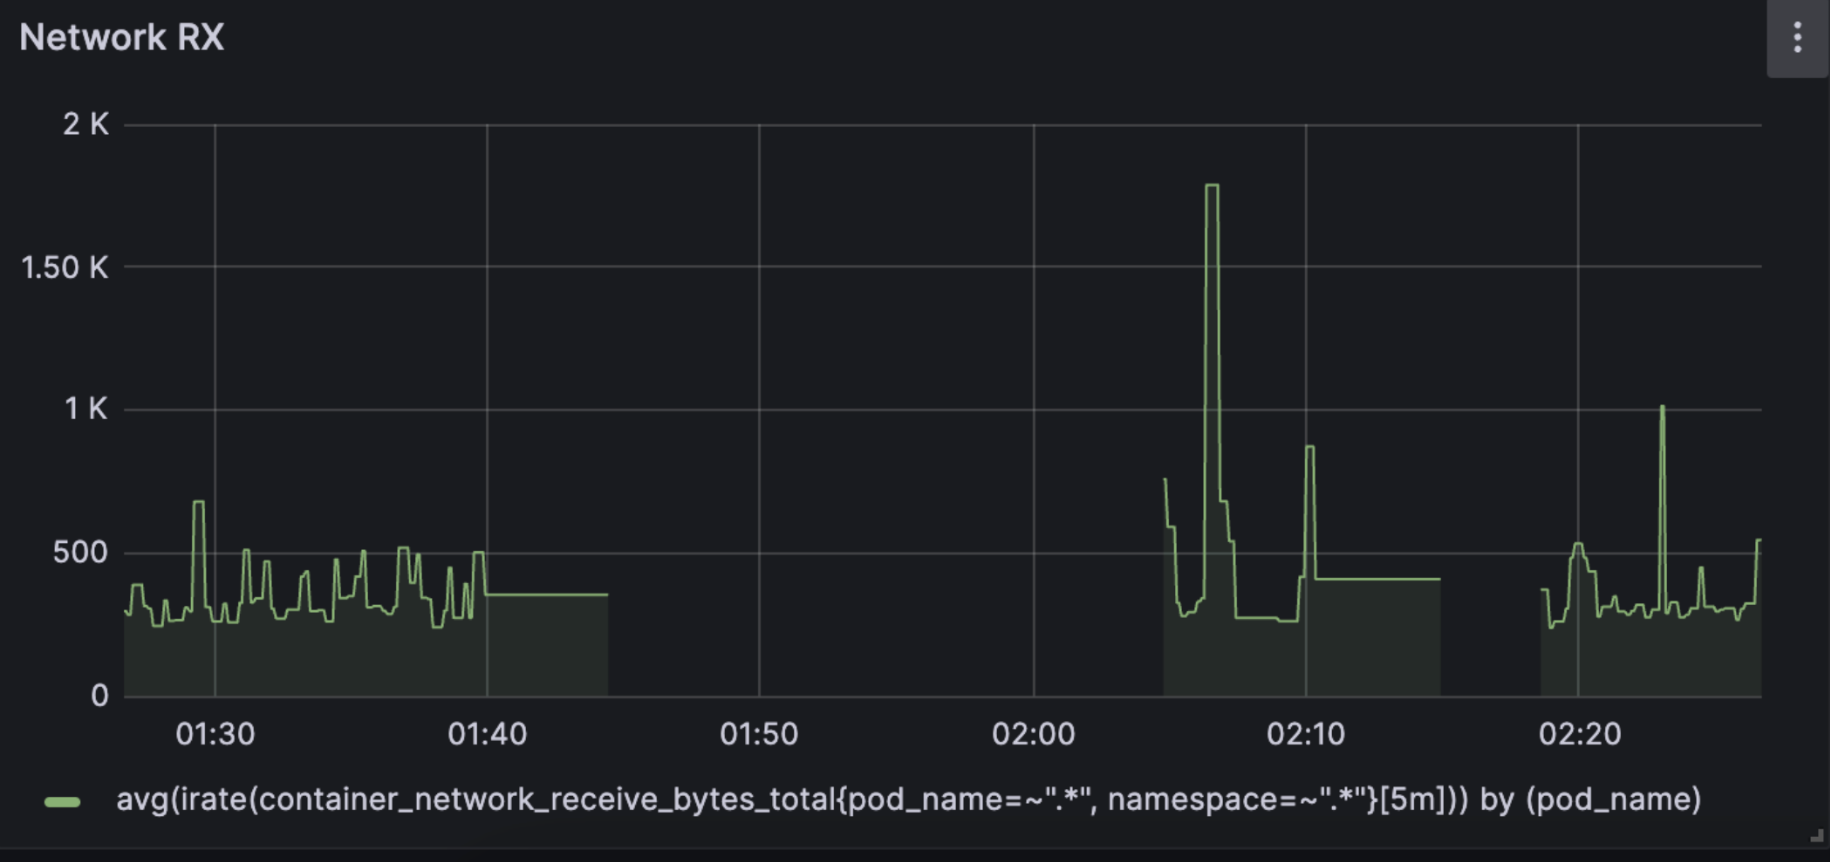 Network RX
2 K
1.50 K
1 K
500
0
01:30 01:40 01:50 02:00 02:10 02:20
avg(irate(container_network_receive_bytes_total{pod_name=~".*", namespace=~".*"}[5m])) by (pod_name)